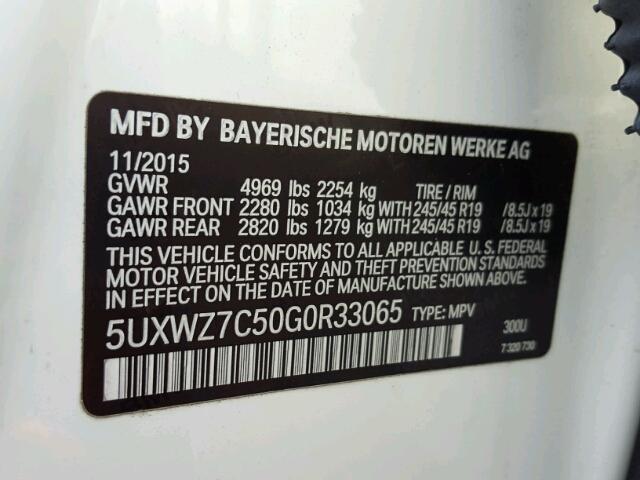 MFD BY BAYERISCHE MOTOREN WERKE AG
11/2015
GVWR 4969 lbs 2254 kg TIRE / RIM
GAWR FRONT 2280 lbs 1034 kg WITH 245/45 R19 /8.5J x 19
GAWR REAR 2820 lbs 1279 kg WITH 245/45 R19 /8.5J x 19
THIS VEHICLE CONFORMS TO ALL APPLICABLE U. S. FEDERAL
MOTOR VEHICLE SAFETY AND THEFT PREVENTION STANDARDS
IN EFFECT ON THE DATE OF MANUFACTURE SHOWN ABOVE.
5UXWZ7C50G0R33065 TYPE: MPV 300U
7 320 730